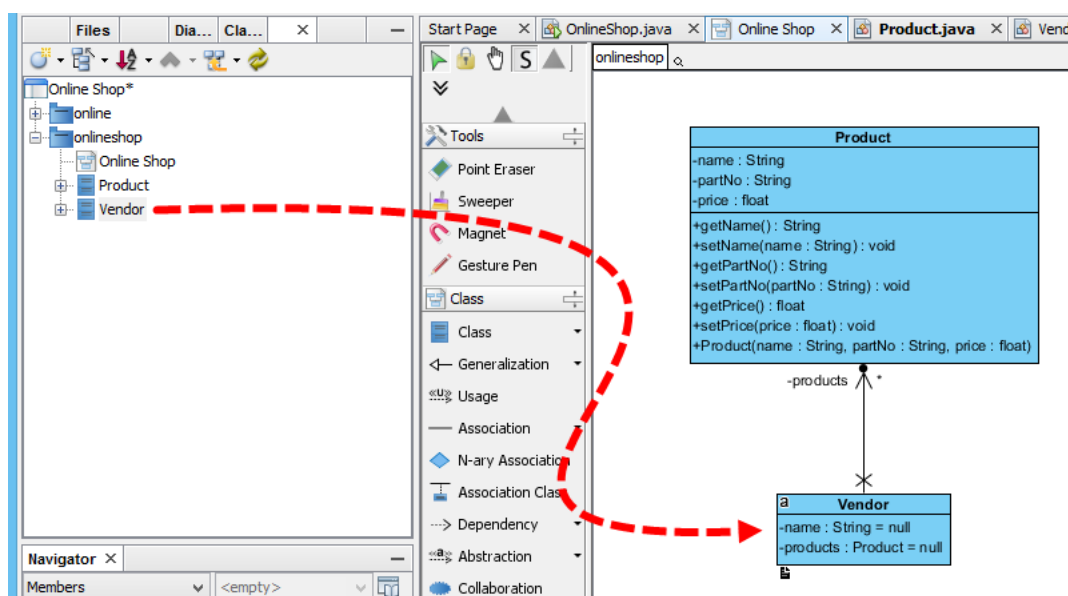 Files Dia... Cla...
Online Shop*
online
onlineshop
Online Shop
Product
Vendor
Navigator
Members <empty>
Start Page OnlineShop.java Online Shop Product.java Vend
S
onlineshop
Tools
Point Eraser
Sweeper
Magnet
Gesture Pen
Class
Class
Generalization
«U» Usage
Association
N-ary Association
Association Clas
Dependency
«a» Abstraction
Collaboration
Product
-name : String
-partNo : String
-price : float
+getName() : String
+setName(name : String) : void
+getPartNo() : String
+setPartNo(partNo : String) : void
+getPrice() : float
+setPrice(price : float) : void
+Product(name : String, partNo : String, price : float)
-products *
a Vendor
-name : String = null
-products : Product = null